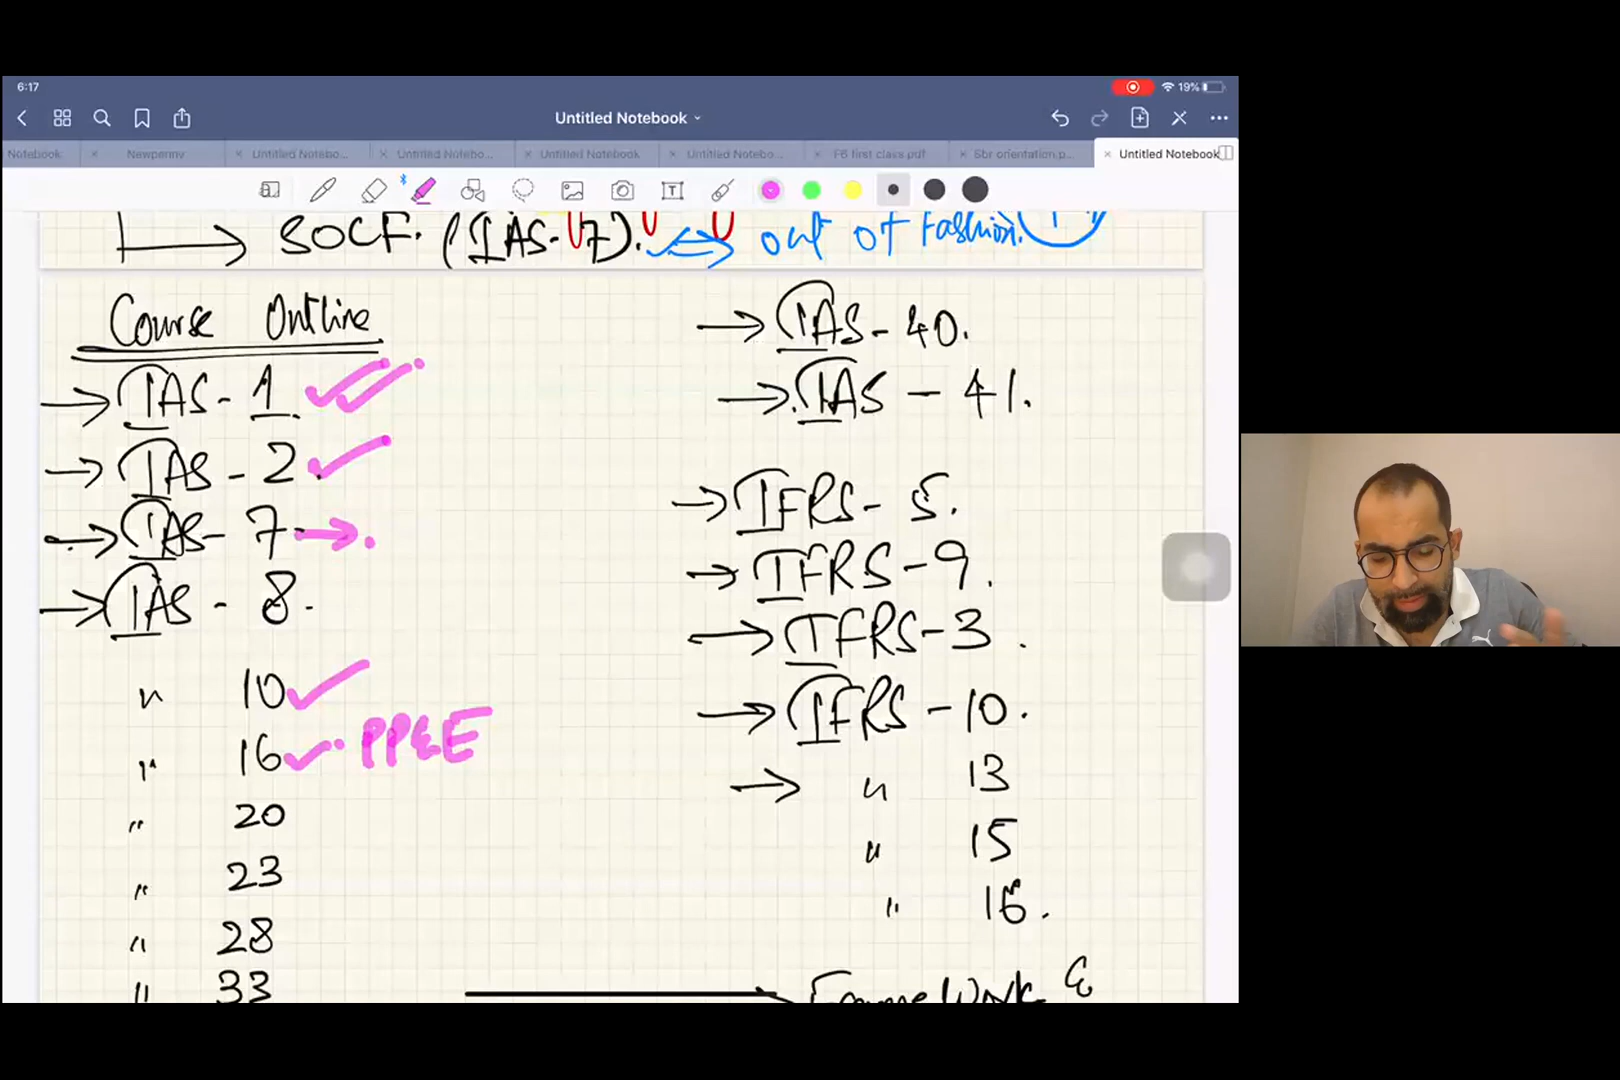 6:17
19%
Untitled Notebook
Notebook
Newpenny
Untitled Notebo...
Untitled Notebo...
Untitled Notebook
Untitled Notebo...
F6 first class.pdf
Sbr orientation.p...
Untitled Notebook
SOCF. (IAS-7). out of fashion.
Course Outline
IAS - 1
IAS - 2
IAS - 7
IAS - 8
" 10
" 16 PP&E
" 20
" 23
" 28
" 33
IAS - 40.
IAS - 41.
IFRS - 5.
IFRS - 9.
IFRS - 3.
IFRS - 10.
" 13
" 15
" 16.
Framework &